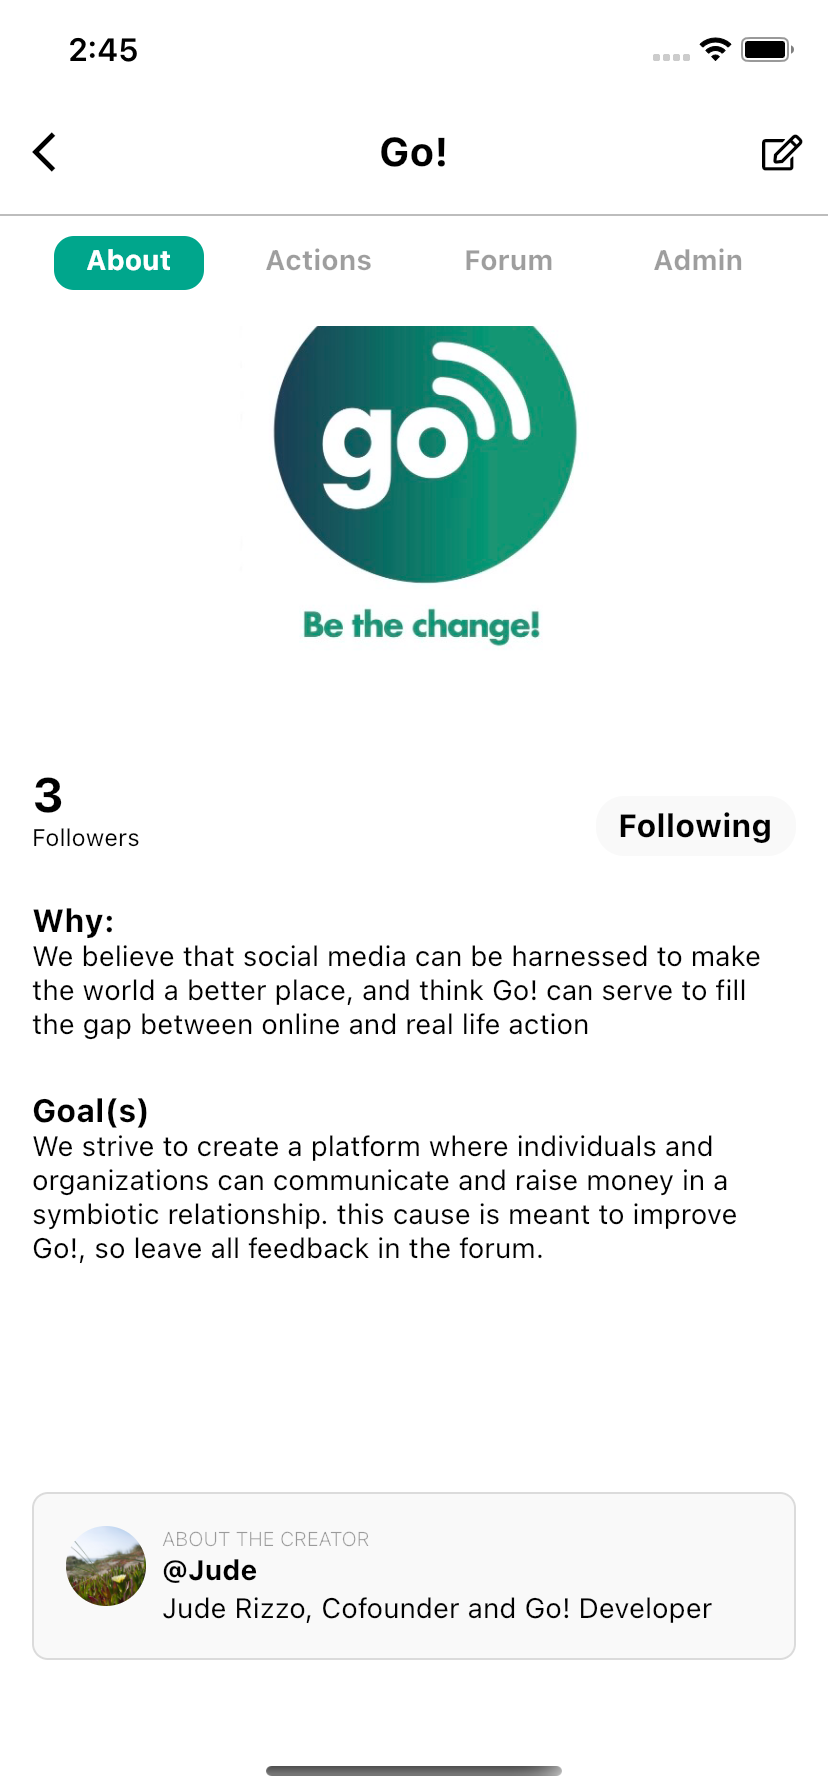 2:45
Go!
About Actions Forum Admin
go
Be the change!
3
Followers
Following
Why:
We believe that social media can be harnessed to make
the world a better place, and think Go! can serve to fill
the gap between online and real life action
Goal(s)
We strive to create a platform where individuals and
organizations can communicate and raise money in a
symbiotic relationship. this cause is meant to improve
Go!, so leave all feedback in the forum.
ABOUT THE CREATOR
@Jude
Jude Rizzo, Cofounder and Go! Developer